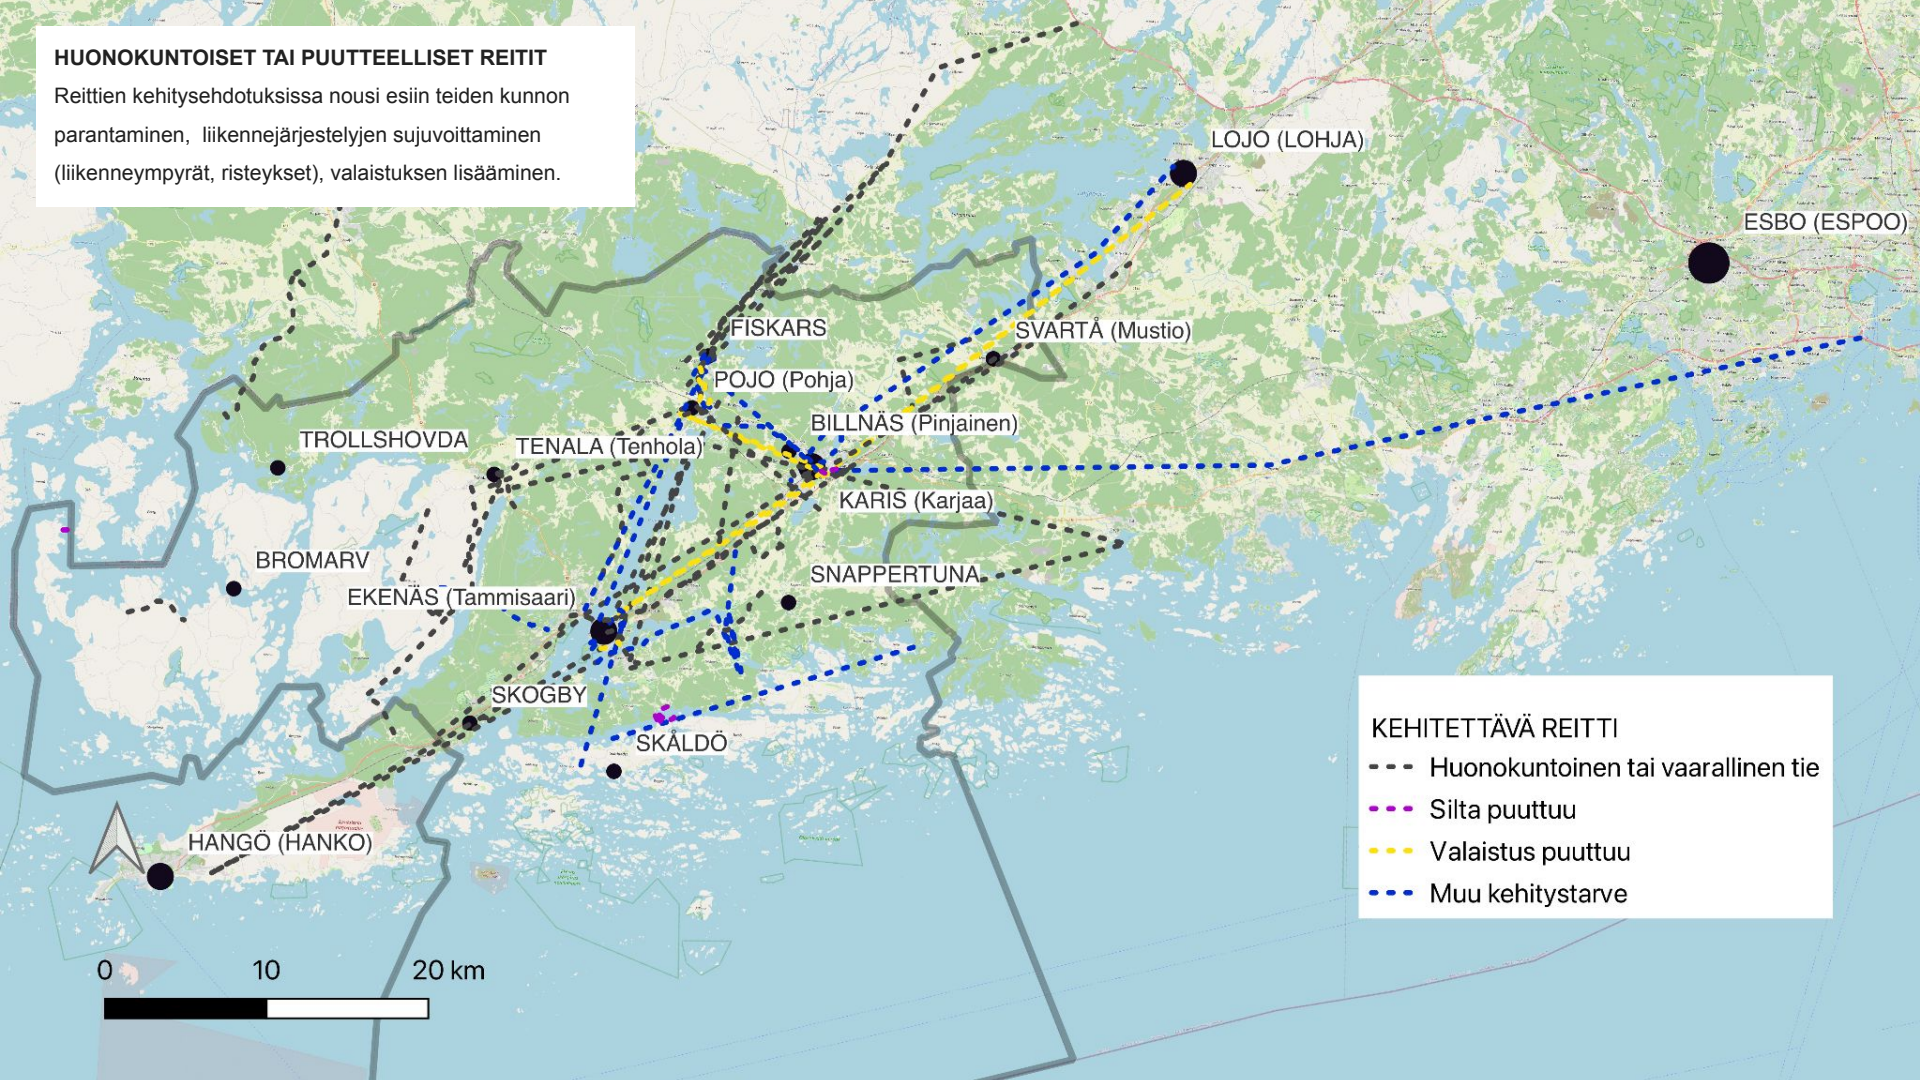 HUONOKUNTOISET TAI PUUTTEELLISET REITIT
Reittien kehitysehdotuksissa nousi esiin teiden kunnon
parantaminen, liikennejärjestelyjen sujuvoittaminen
(liikenneympyrät, risteykset), valaistuksen lisääminen.
LOJO (LOHJA)
ESBO (ESPOO)
FISKARS
SVARTÅ (Mustio)
POJO (Pohja)
BILLNÄS (Pinjainen)
TROLLSHOVDA
TENALA (Tenhola)
KARIS (Karjaa)
BROMARV
SNAPPERTUNA
EKENÄS (Tammisaari)
SKOGBY
SKÅLDÖ
HANGÖ (HANKO)
KEHITETTÄVÄ REITTI
Huonokuntoinen tai vaarallinen tie
Silta puuttuu
Valaistus puuttuu
Muu kehitystarve
0 10 20 km